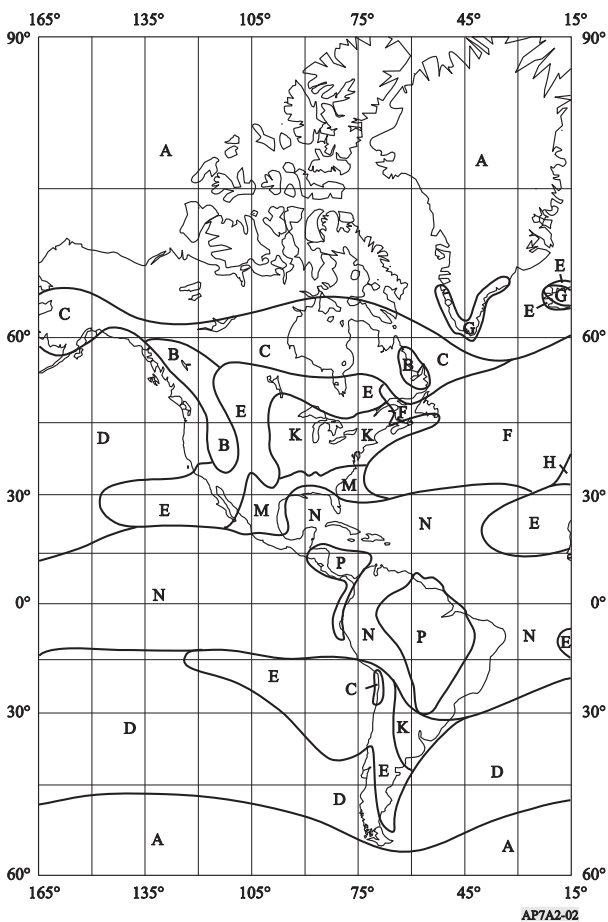 165° 135° 105° 75° 45° 15°
90° 90°
A A
E
G
C E
G
60° 60°
B C B C
E
E F
D K K F
B H
M
30° E M N N E 30°
P
N
0° 0°
N P N E
E C
30° 30°
D K
E D
D
A A
60° 60°
165° 135° 105° 75° 45° 15°
AP7A2-02